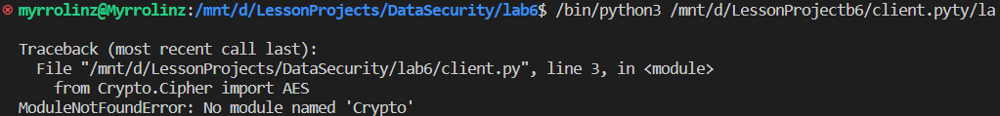 myrrolinz@Myrrolinz:/mnt/d/LessonProjects/DataSecurity/lab6$ /bin/python3 /mnt/d/LessonProjectb6/client.pyty/la
Traceback (most recent call last):
  File "/mnt/d/LessonProjects/DataSecurity/lab6/client.py", line 3, in <module>
    from Crypto.Cipher import AES
ModuleNotFoundError: No module named 'Crypto'